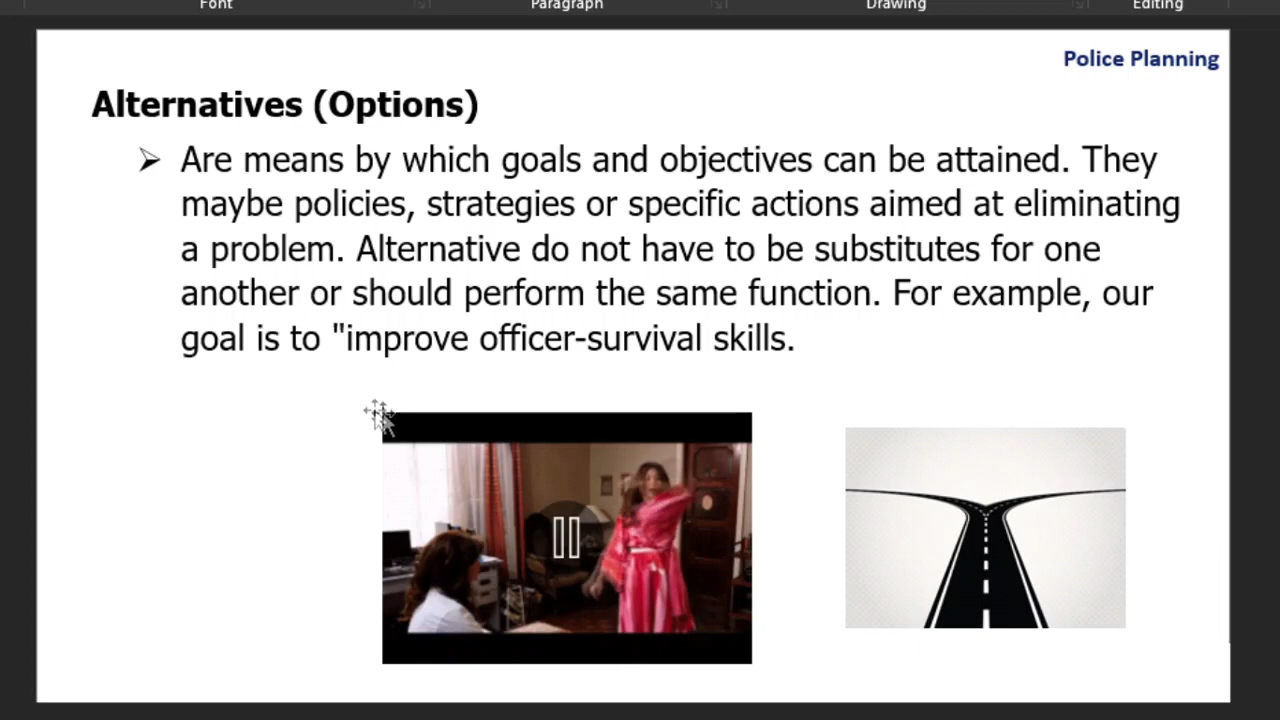 Font Paragraph Drawing Editing
Police Planning
Alternatives (Options)
Are means by which goals and objectives can be attained. They
maybe policies, strategies or specific actions aimed at eliminating
a problem. Alternative do not have to be substitutes for one
another or should perform the same function. For example, our
goal is to "improve officer-survival skills.